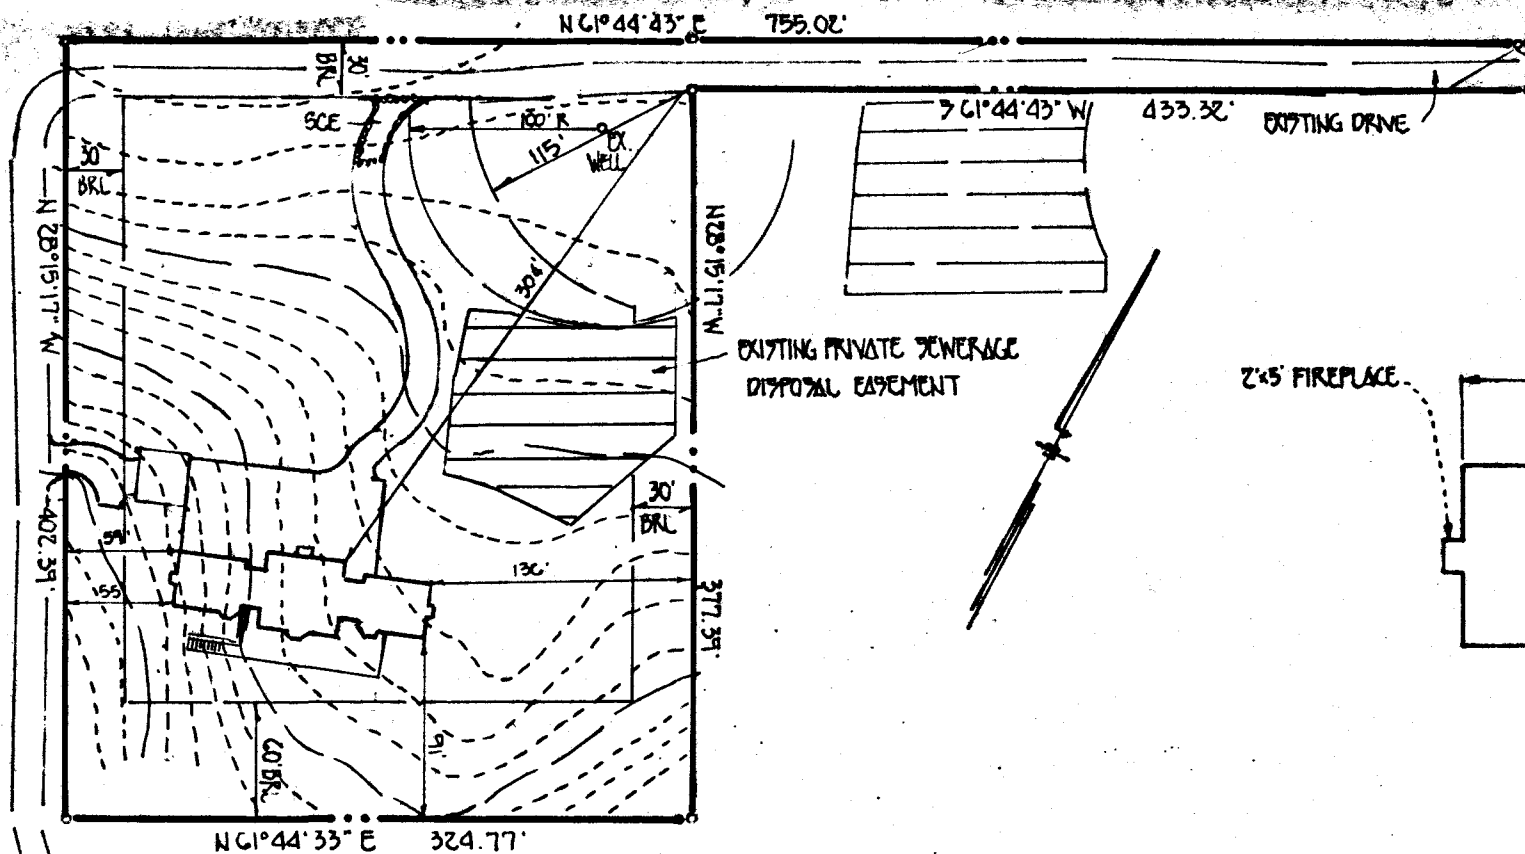 N 61°44'43" E 755.02'
30'
BRL
SCE
100' R
115'
EX.
WELL
S 61°44'43" W 433.32'
EXISTING DRIVE
30'
BRL
N 28°15'17" W
402.39'
N28°15'17" W
377.39'
304'
EXISTING PRIVATE SEWERAGE
DISPOSAL EASEMENT
2'x5' FIREPLACE
30'
BRL
59'
55'
136'
91'
60' BRL
N 61°44'33" E 324.77'